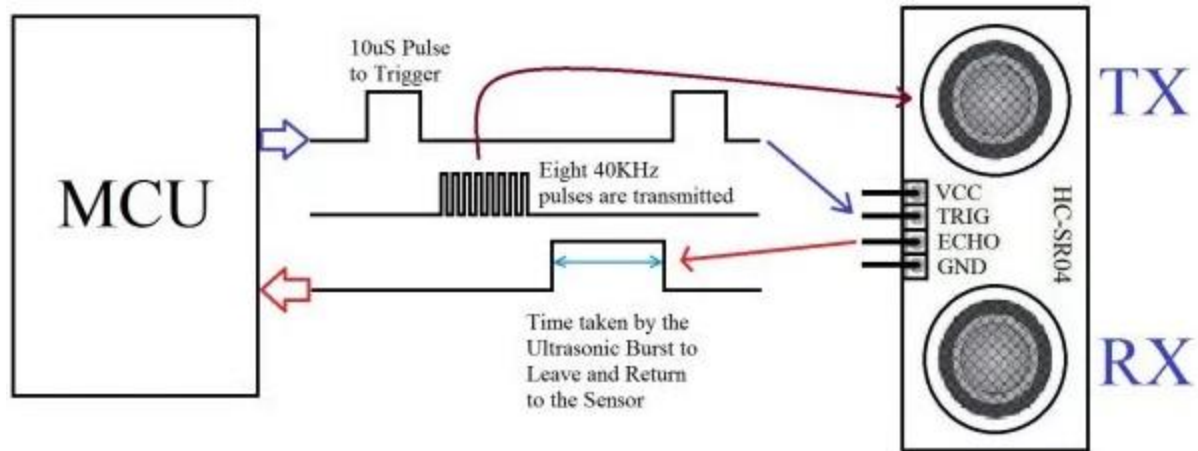 MCU
10uS Pulse
to Trigger
Eight 40KHz
pulses are transmitted
Time taken by the
Ultrasonic Burst to
Leave and Return
to the Sensor
VCC
TRIG
ECHO
GND
HC-SR04
TX
RX